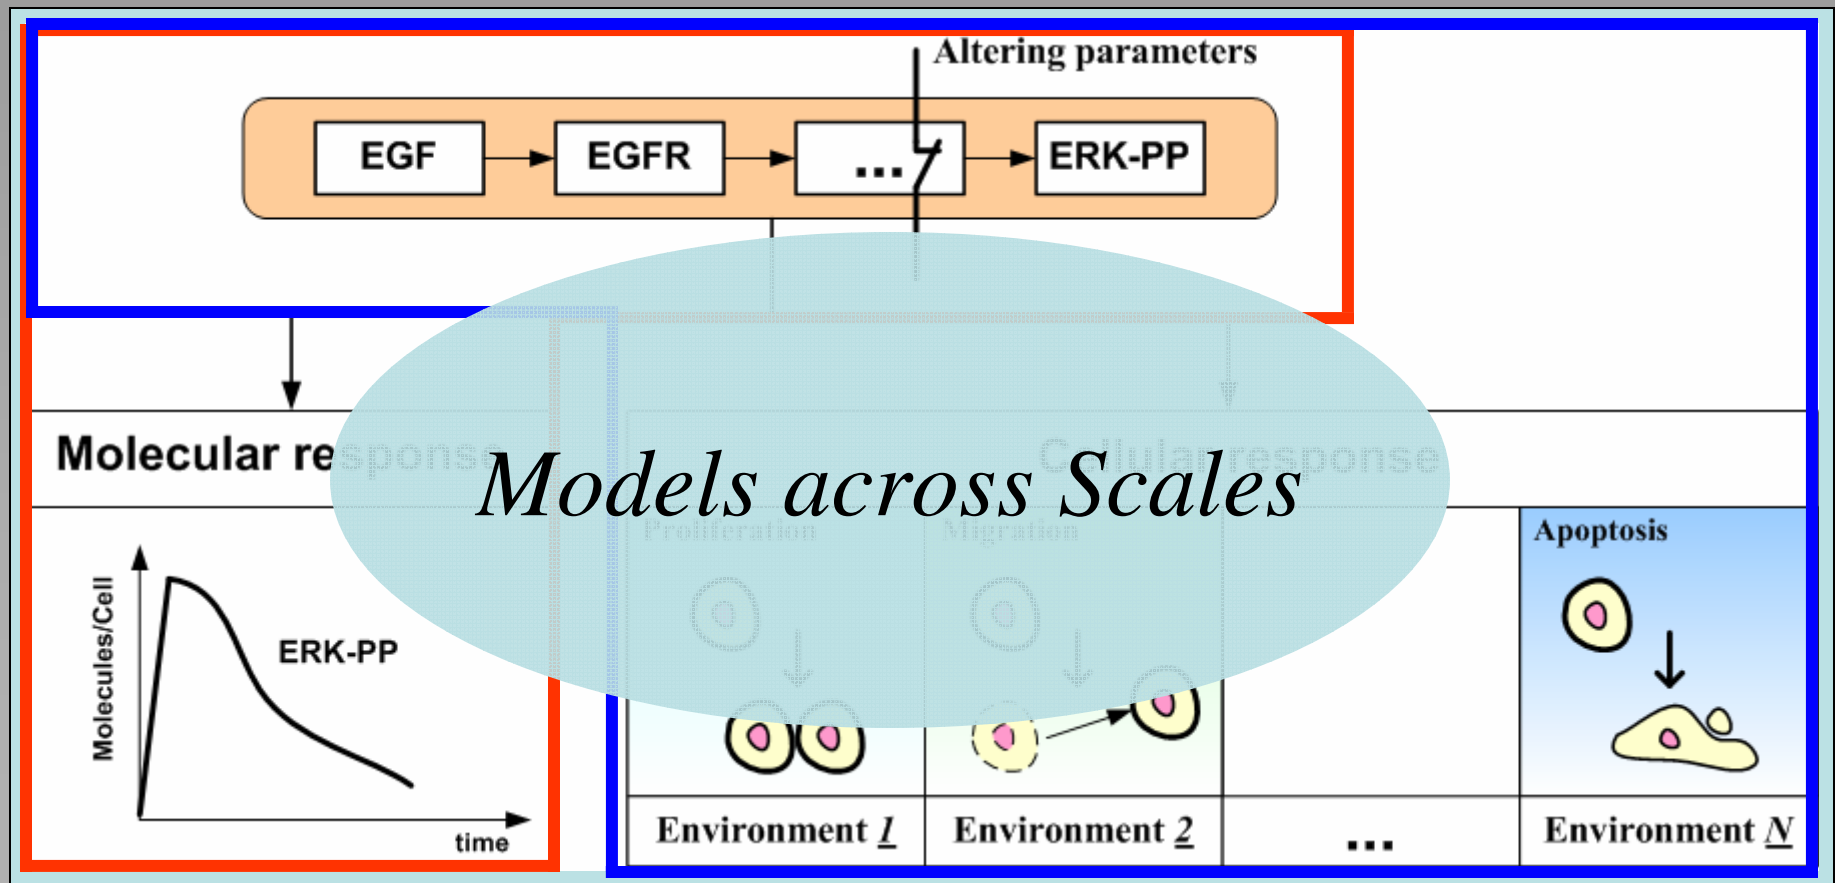 Altering parameters
EGF
EGFR
...
ERK-PP
Molecular response
Cellular response
Models across Scales
Proliferation
Migration
Apoptosis
Molecules/Cell
ERK-PP
time
Environment 1
Environment 2
...
Environment N